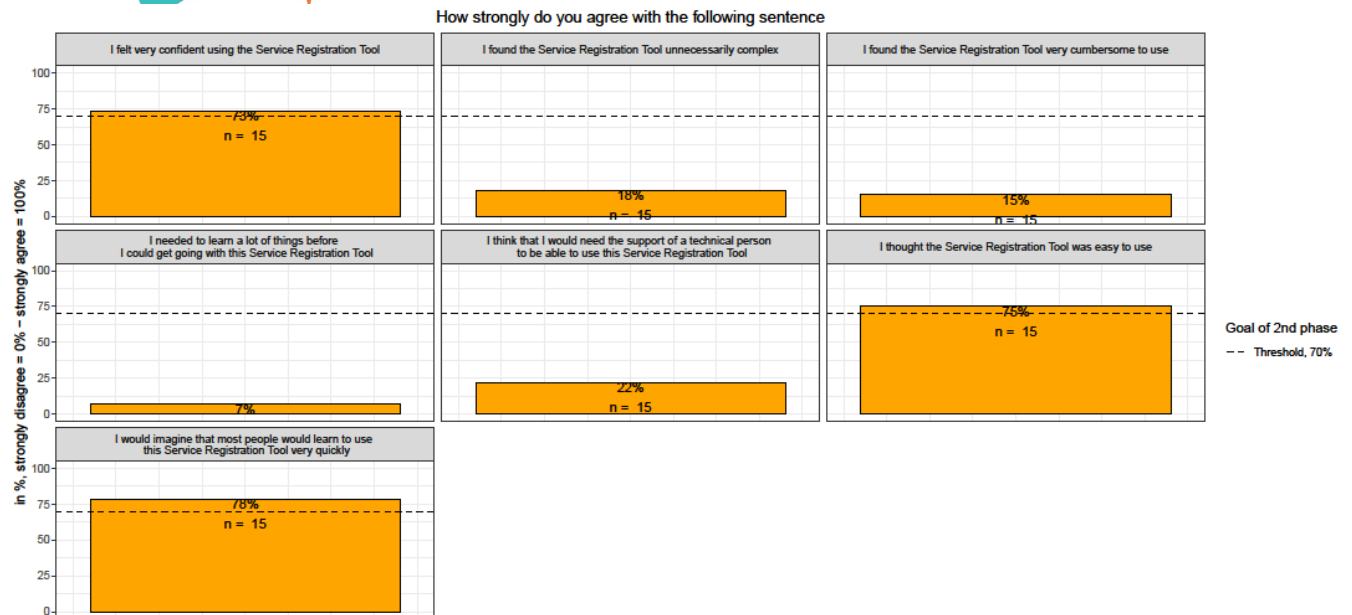 How strongly do you agree with the following sentence
I felt very confident using the Service Registration Tool
I found the Service Registration Tool unnecessarily complex
I found the Service Registration Tool very cumbersome to use
100
75
50
25
0
73%
n = 15
18%
n = 15
15%
n = 15
I needed to learn a lot of things before
I could get going with this Service Registration Tool
I think that I would need the support of a technical person
to be able to use this Service Registration Tool
I thought the Service Registration Tool was easy to use
100
75
50
25
0
7%
22%
n = 15
75%
n = 15
I would imagine that most people would learn to use
this Service Registration Tool very quickly
100
75
50
25
0
78%
n = 15
in %, strongly disagree = 0% − strongly agree = 100%
Goal of 2nd phase
Threshold, 70%